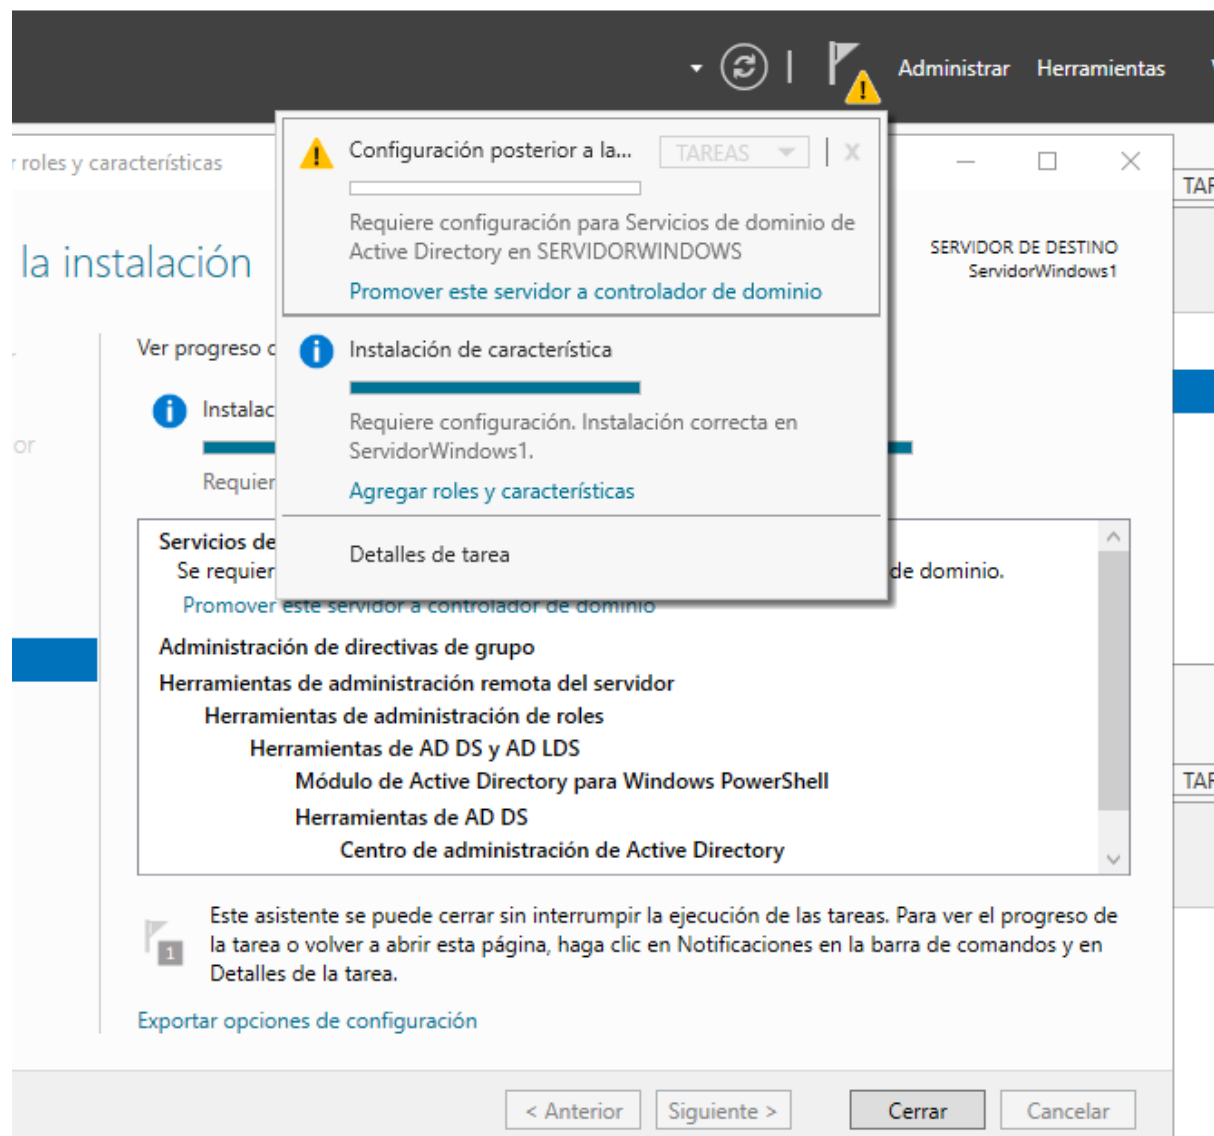 Administrar Herramientas
roles y características
Configuración posterior a la...
TAREAS
X
Requiere configuración para Servicios de dominio de
Active Directory en SERVIDORWINDOWS
Promover este servidor a controlador de dominio
Instalación de característica
Requiere configuración. Instalación correcta en
ServidorWindows1.
Agregar roles y características
Detalles de tarea
la instalación
SERVIDOR DE DESTINO
ServidorWindows1
Ver progreso
Servicios de
de dominio.
Promover este servidor a controlador de dominio
Administración de directivas de grupo
Herramientas de administración remota del servidor
Herramientas de administración de roles
Herramientas de AD DS y AD LDS
Módulo de Active Directory para Windows PowerShell
Herramientas de AD DS
Centro de administración de Active Directory
1
Este asistente se puede cerrar sin interrumpir la ejecución de las tareas. Para ver el progreso de
la tarea o volver a abrir esta página, haga clic en Notificaciones en la barra de comandos y en
Detalles de la tarea.
Exportar opciones de configuración
< Anterior
Siguiente >
Cerrar
Cancelar